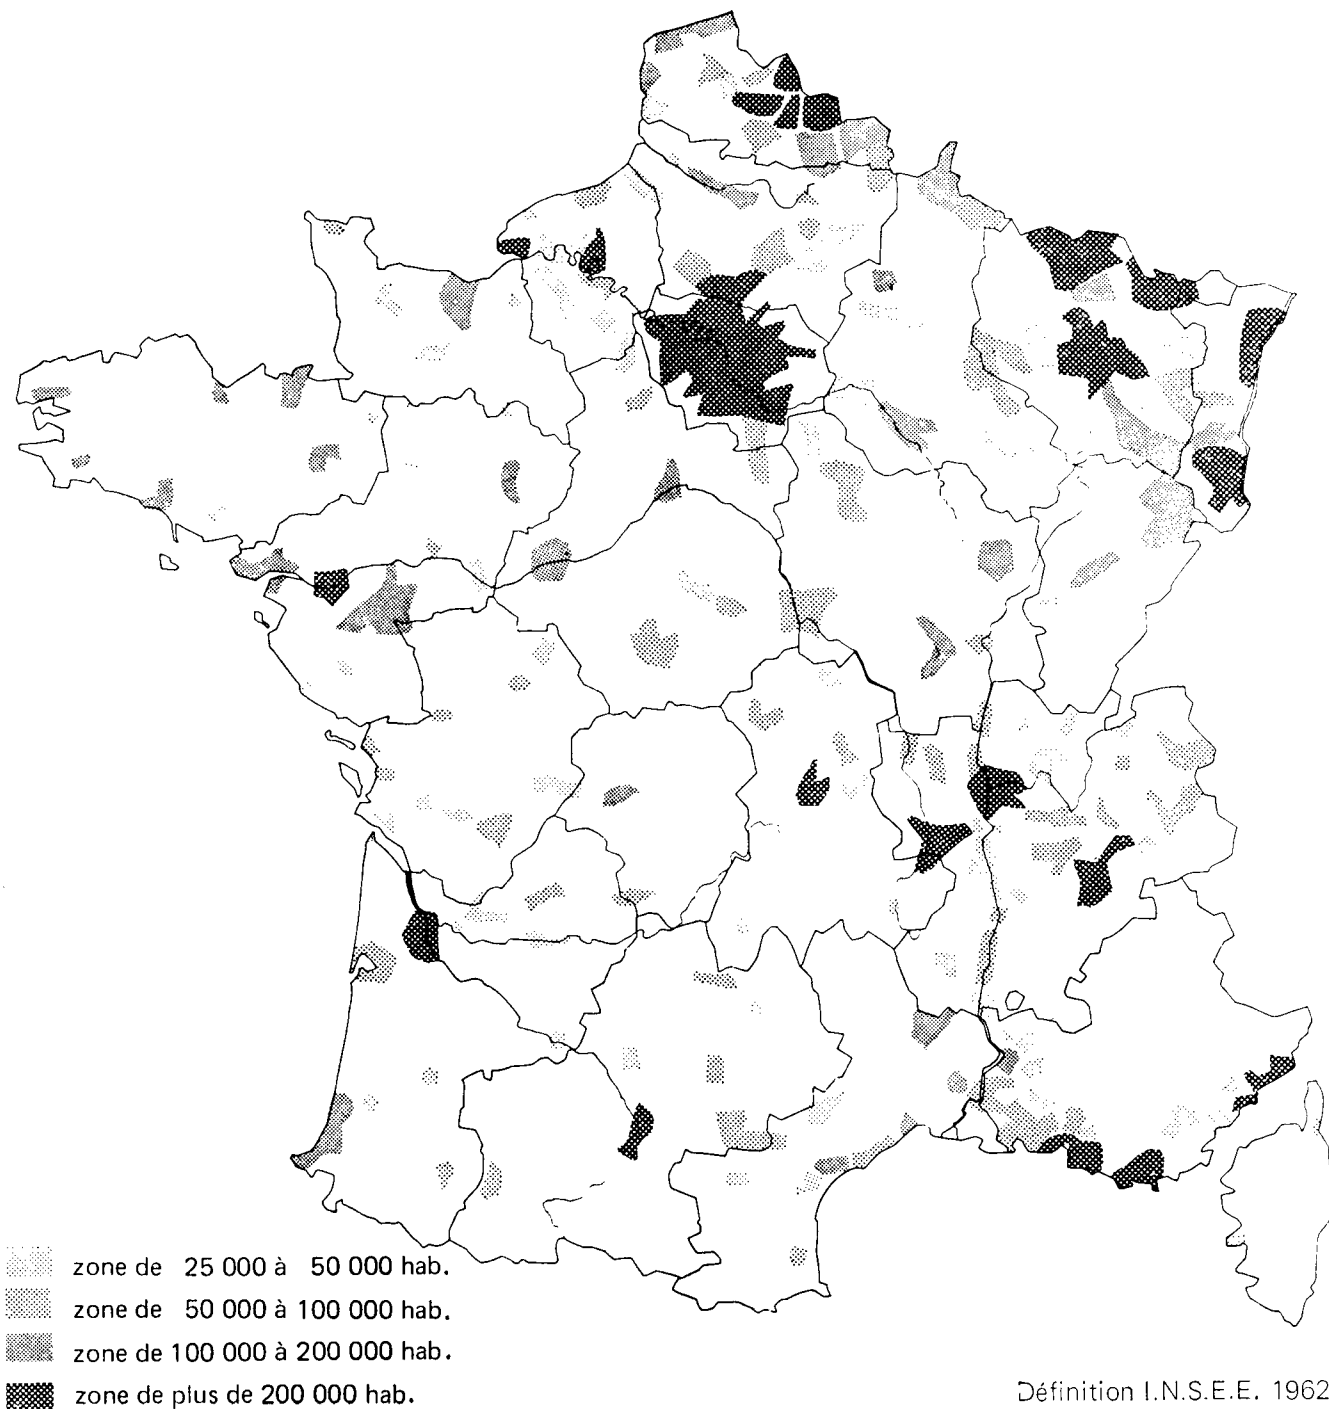 zone de 25 000 à 50 000 hab.
zone de 50 000 à 100 000 hab.
zone de 100 000 à 200 000 hab.
zone de plus de 200 000 hab.
Définition I.N.S.E.E. 1962